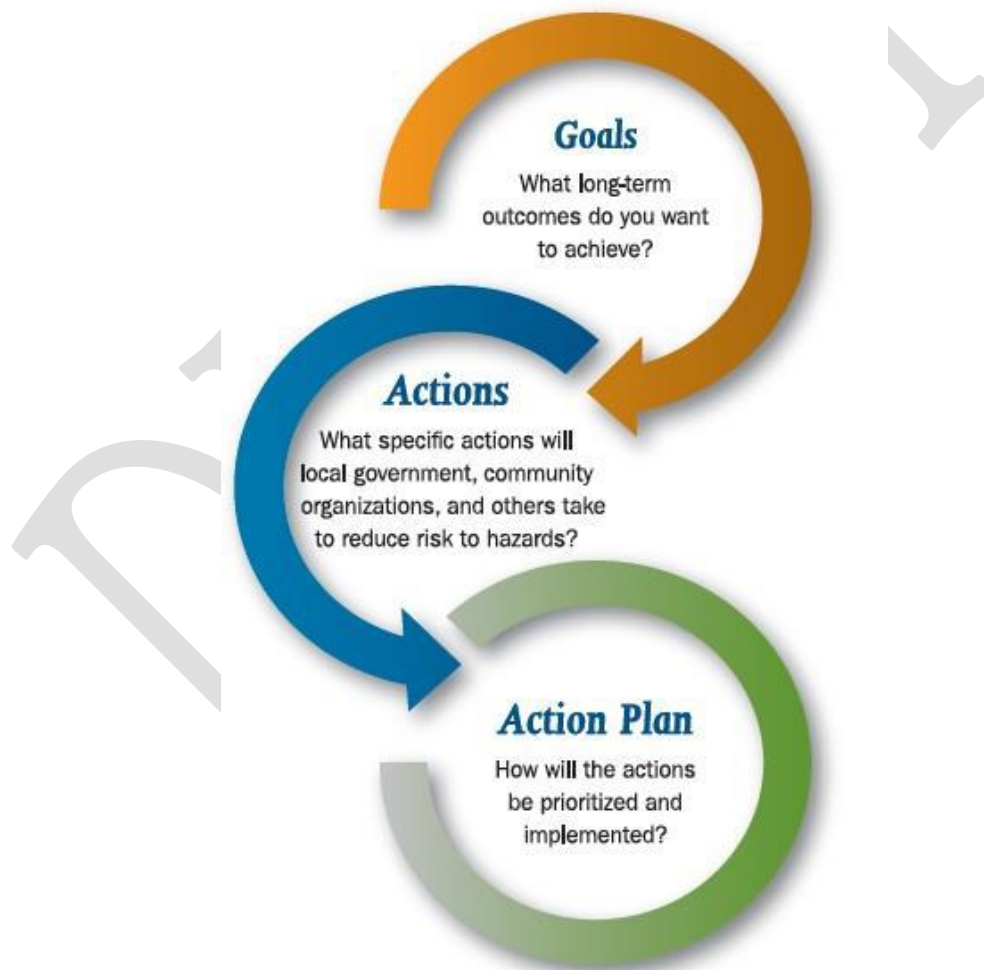 Goals
What long-term
outcomes do you want
to achieve?
Actions
What specific actions will
local government, community
organizations, and others take
to reduce risk to hazards?
Action Plan
How will the actions
be prioritized and
implemented?